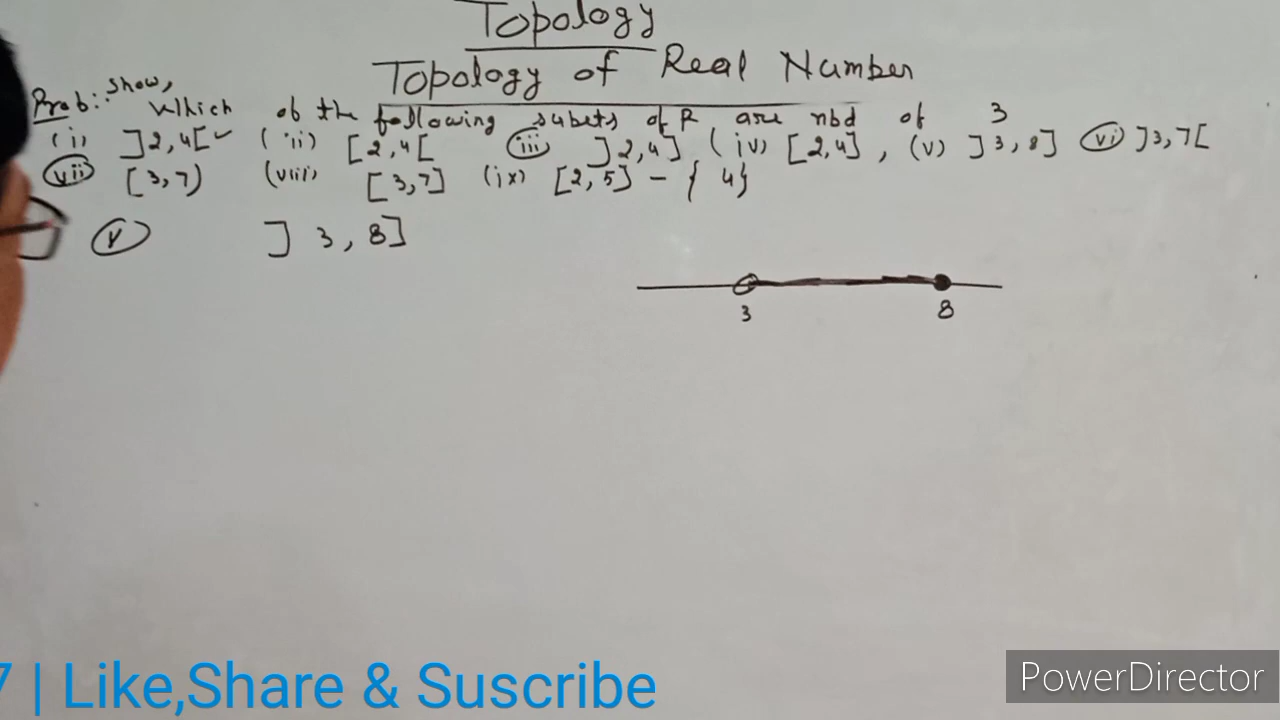 Topology
Topology of Real Number
Prob:. Show, Which of the following subets of R are nbd of 3
(i) ]2,4[✓ (ii) [2,4[ (iii) ]2,4] (iv) [2,4] , (v) ]3,8] (vi) ]3,7[
(vii) [3,7) (viii) [3,7] (ix) [2,5] - { 4}
(v) ] 3, 8]
3 8
7 | Like,Share & Suscribe
PowerDirector